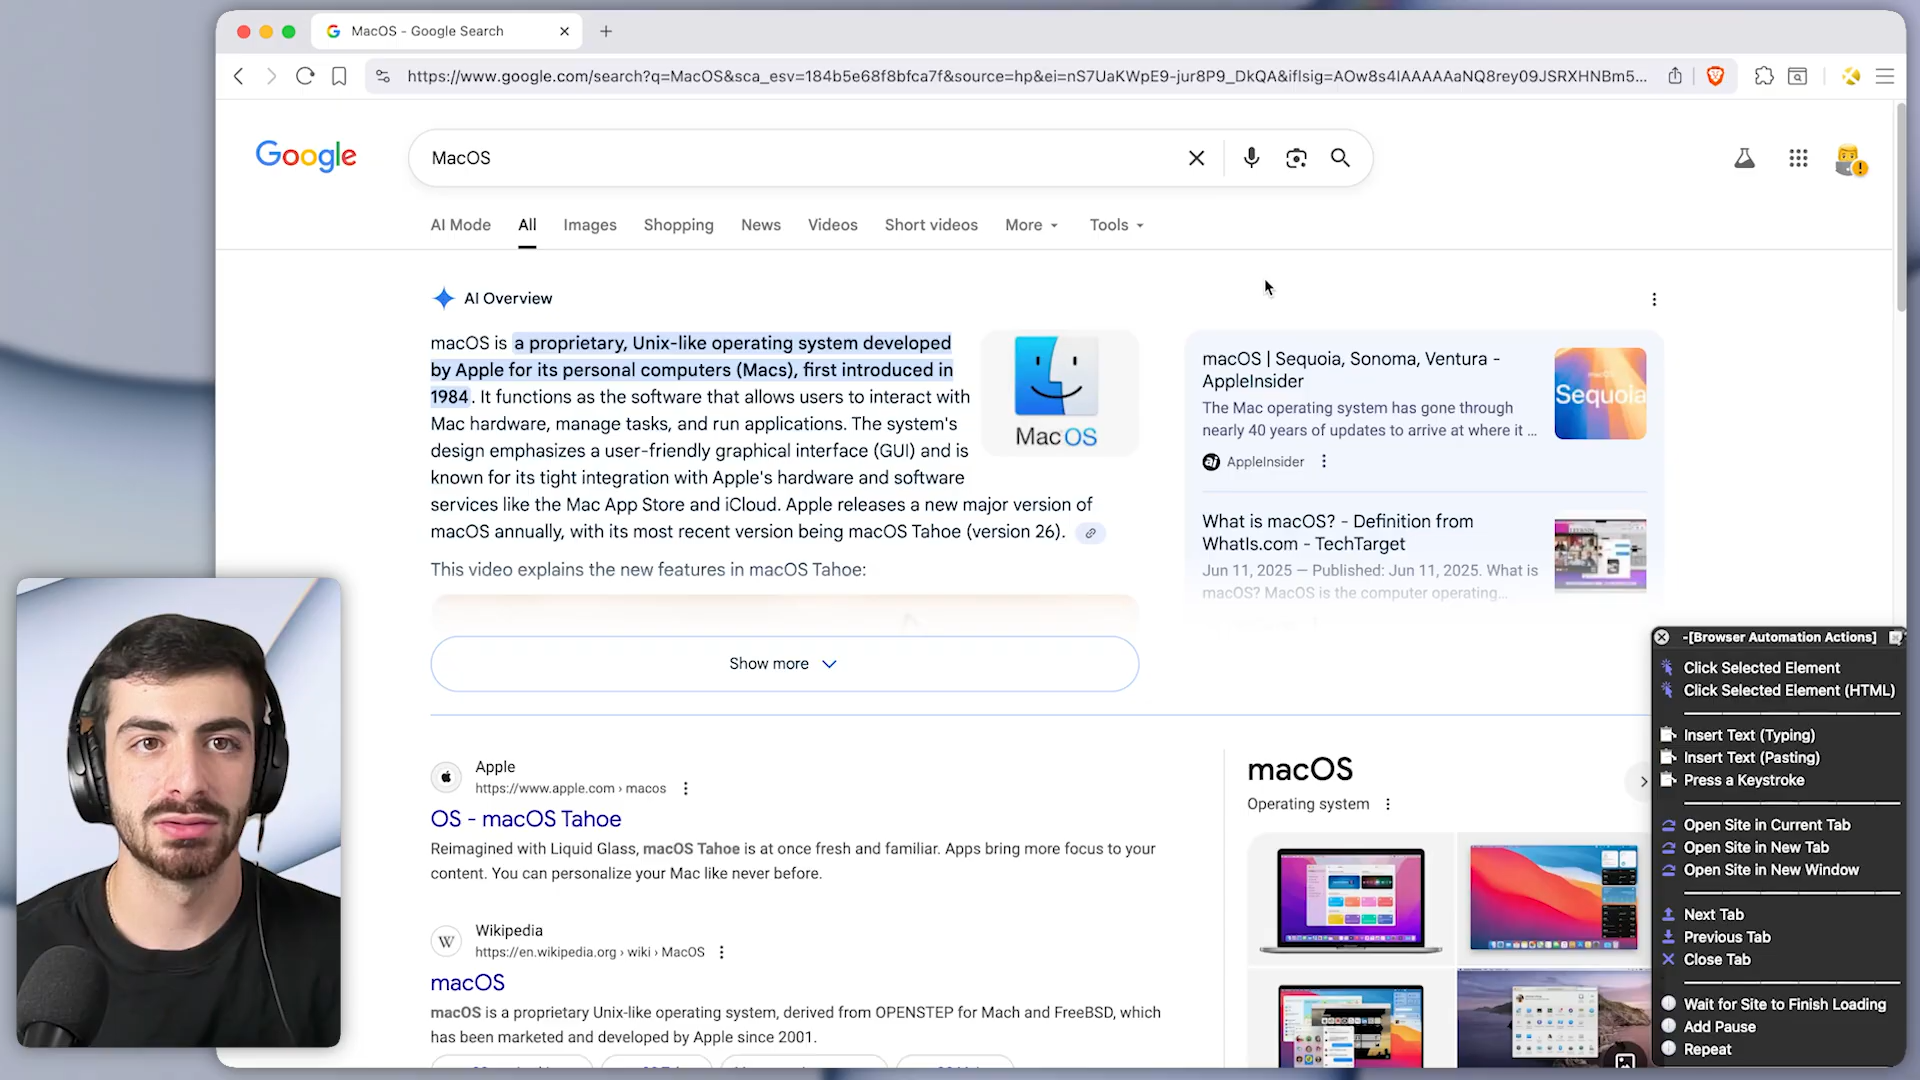 MacOS - Google Search
https://www.google.com/search?q=MacOS&sca_esv=184b5e68f8bfca7f&source=hp&ei=nS7UaKWpE9-jur8P9_DkQA&iflsig=AOw8s4IAAAAAaNQ8rey09JSRXHNBm5...
Google
MacOS
AI Mode All Images Shopping News Videos Short videos More Tools
AI Overview
macOS is a proprietary, Unix-like operating system developed
by Apple for its personal computers (Macs), first introduced in
1984. It functions as the software that allows users to interact with
Mac hardware, manage tasks, and run applications. The system's
design emphasizes a user-friendly graphical interface (GUI) and is
known for its tight integration with Apple's hardware and software
services like the Mac App Store and iCloud. Apple releases a new major version of
macOS annually, with its most recent version being macOS Tahoe (version 26).
This video explains the new features in macOS Tahoe:
Mac OS
macOS | Sequoia, Sonoma, Ventura -
AppleInsider
The Mac operating system has gone through
nearly 40 years of updates to arrive at where it ...
ai AppleInsider
macOS
Sequoia
What is macOS? - Definition from
WhatIs.com - TechTarget
Jun 11, 2025 — Published: Jun 11, 2025. What is
macOS? MacOS is the computer operating...
Show more
Apple
https://www.apple.com › macos
OS - macOS Tahoe
Reimagined with Liquid Glass, macOS Tahoe is at once fresh and familiar. Apps bring more focus to your
content. You can personalize your Mac like never before.
W
Wikipedia
https://en.wikipedia.org › wiki › MacOS
macOS
macOS is a proprietary Unix-like operating system, derived from OPENSTEP for Mach and FreeBSD, which
has been marketed and developed by Apple since 2001.
macOS
Operating system
-[Browser Automation Actions]
Click Selected Element
Click Selected Element (HTML)
Insert Text (Typing)
Insert Text (Pasting)
Press a Keystroke
Open Site in Current Tab
Open Site in New Tab
Open Site in New Window
Next Tab
Previous Tab
Close Tab
Wait for Site to Finish Loading
Add Pause
Repeat